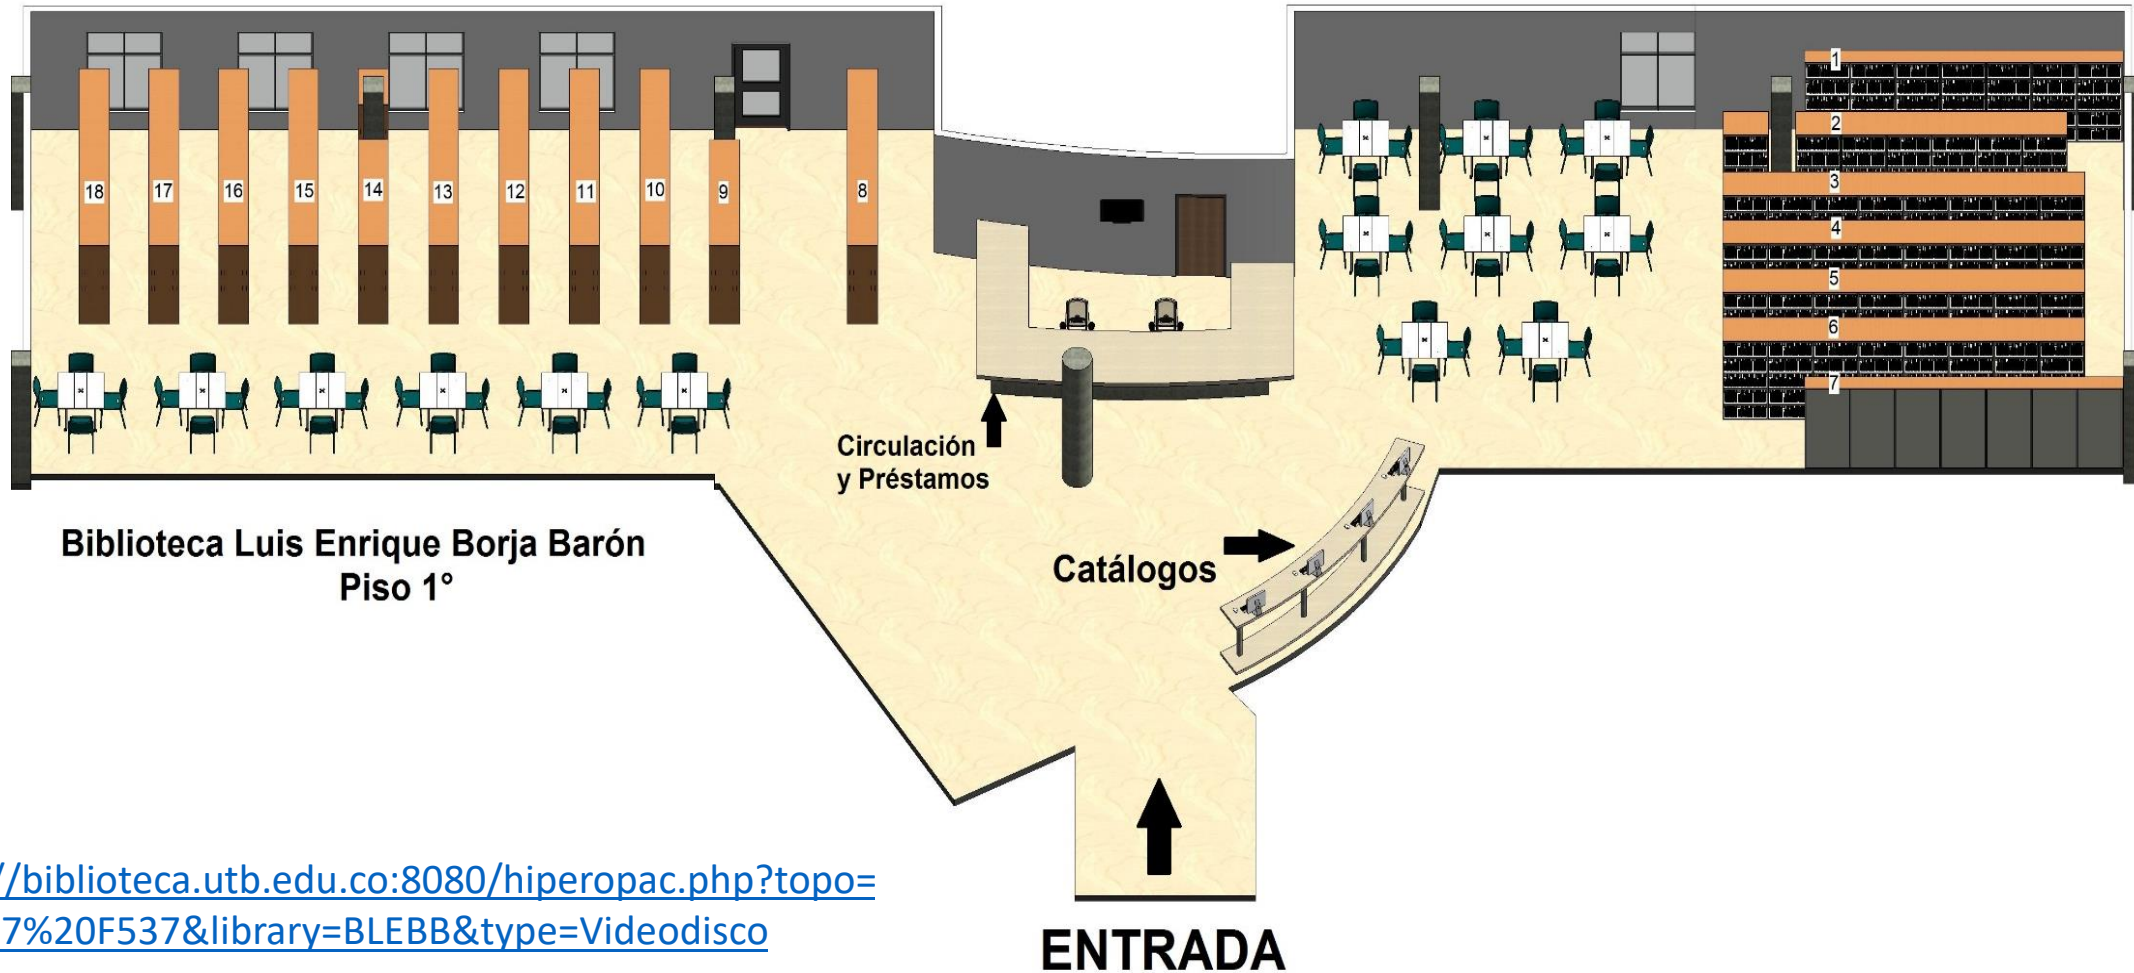 18
17
16
15
14
13
12
11
10
9
8
1
2
3
4
5
6
7
Circulación
y Préstamos
Catálogos
Biblioteca Luis Enrique Borja Barón
Piso 1°
//biblioteca.utb.edu.co:8080/hiperopac.php?topo=
7%20F537&library=BLEBB&type=Videodisco
ENTRADA